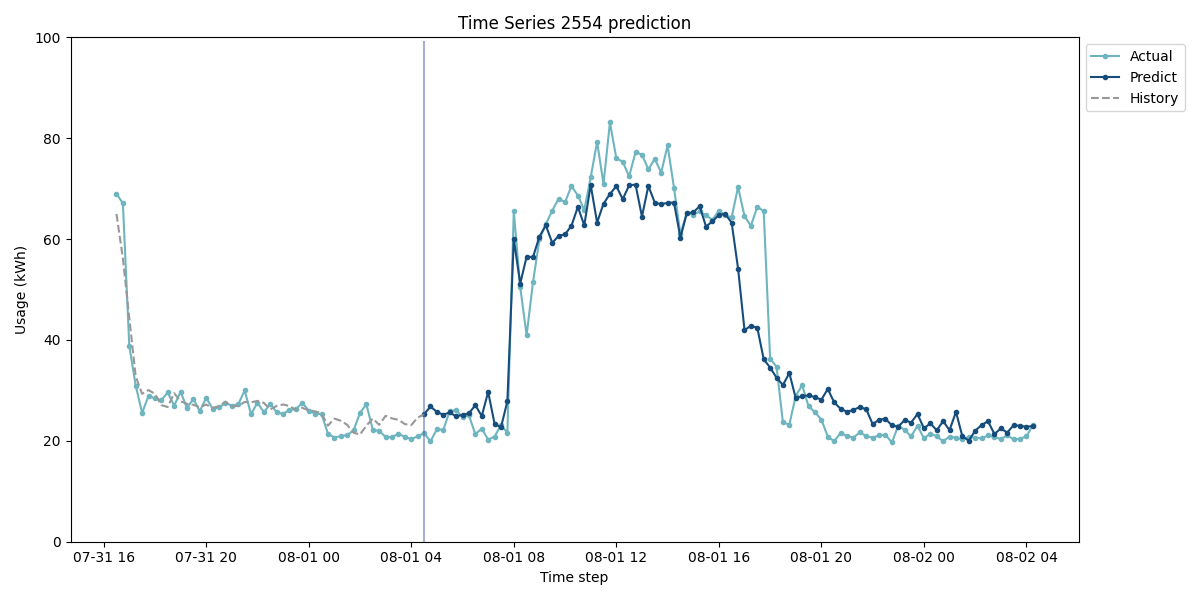 Time Series 2554 prediction
Actual
Predict
History
Usage (kWh)
100
80
60
40
20
0
07-31 16
07-31 20
08-01 00
08-01 04
08-01 08
08-01 12
08-01 16
08-01 20
08-02 00
08-02 04
Time step